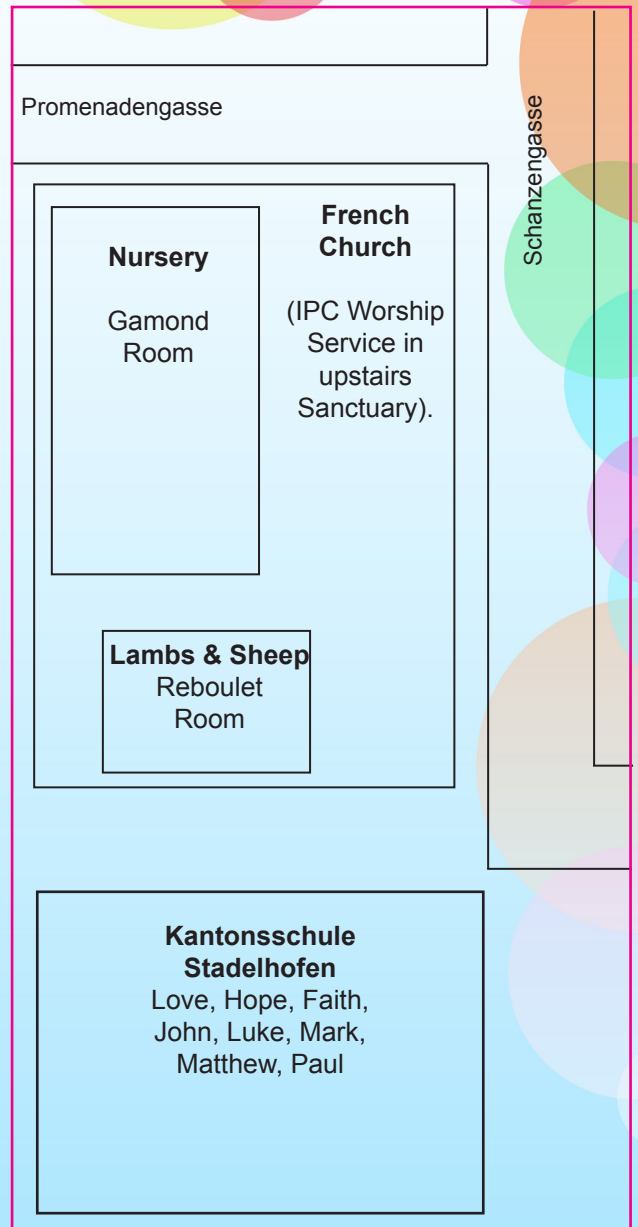 Promenadengasse
Schanzengasse
Nursery
Gamond
Room
French
Church
(IPC Worship
Service in
upstairs
Sanctuary).
Lambs & Sheep
Reboulet
Room
Kantonsschule
Stadelhofen
Love, Hope, Faith,
John, Luke, Mark,
Matthew, Paul